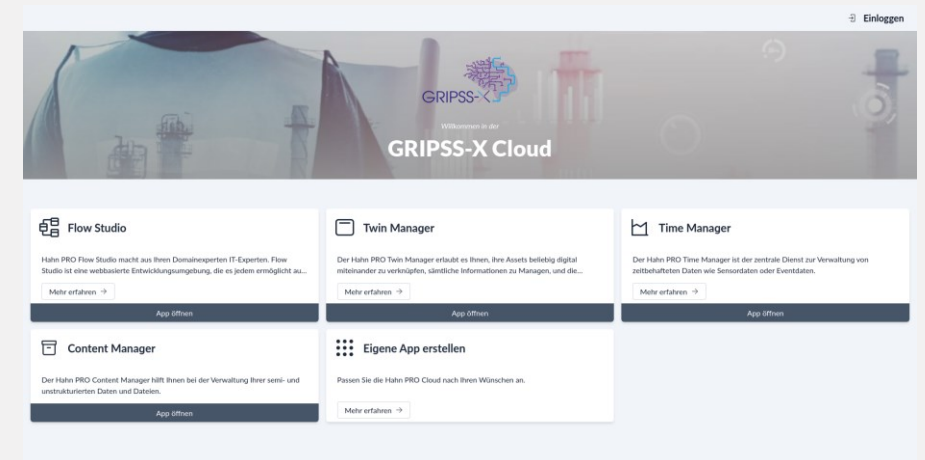 Einloggen
GRIPSS-X
Willkommen in der
GRIPSS-X Cloud
Flow Studio
Hahn PRO Flow Studio macht aus Ihren Domainexperten IT-Experten. Flow
Studio ist eine webbasierte Entwicklungsumgebung, die es jedem ermöglicht au...
Mehr erfahren →
App öffnen
Twin Manager
Der Hahn PRO Twin Manager erlaubt es Ihnen, ihre Assets beliebig digital
miteinander zu verknüpfen, sämtliche Informationen zu Managen, und die...
Mehr erfahren →
App öffnen
Time Manager
Der Hahn PRO Time Manager ist der zentrale Dienst zur Verwaltung von
zeitbehafteten Daten wie Sensordaten oder Eventdaten.
Mehr erfahren →
App öffnen
Content Manager
Der Hahn PRO Content Manager hilft Ihnen bei der Verwaltung Ihrer semi- und
unstrukturierten Daten und Dateien.
App öffnen
Eigene App erstellen
Passen Sie die Hahn PRO Cloud nach Ihren Wünschen an.
Mehr erfahren →